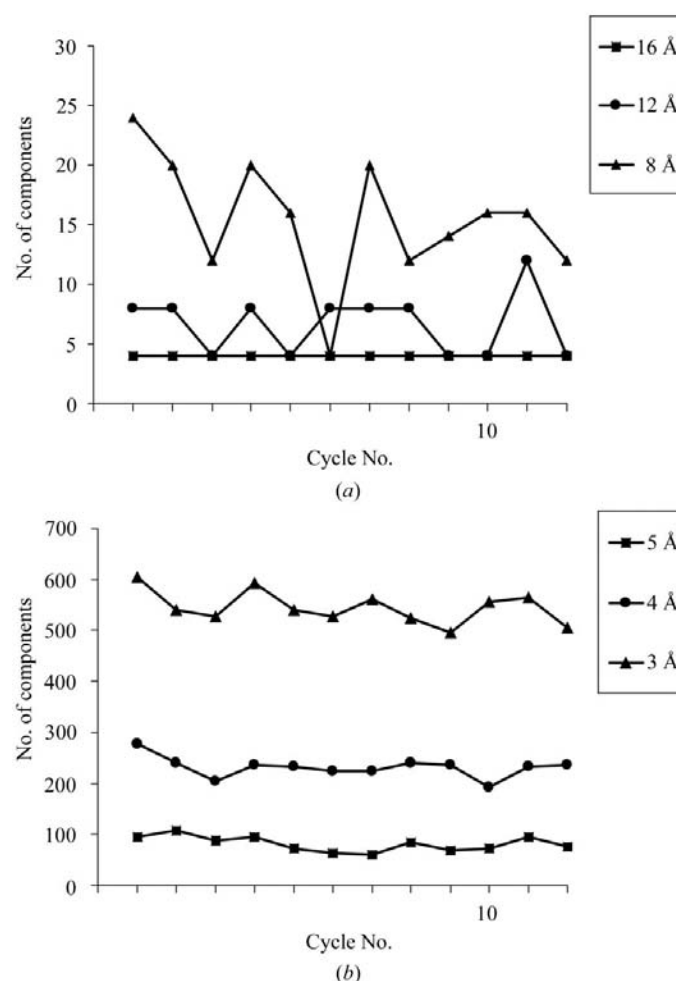 30
25
20
15
10
5
0
No. of components
10
Cycle No.
(a)
16 Å
12 Å
8 Å
700
600
500
400
300
200
100
0
No. of components
10
Cycle No.
(b)
5 Å
4 Å
3 Å